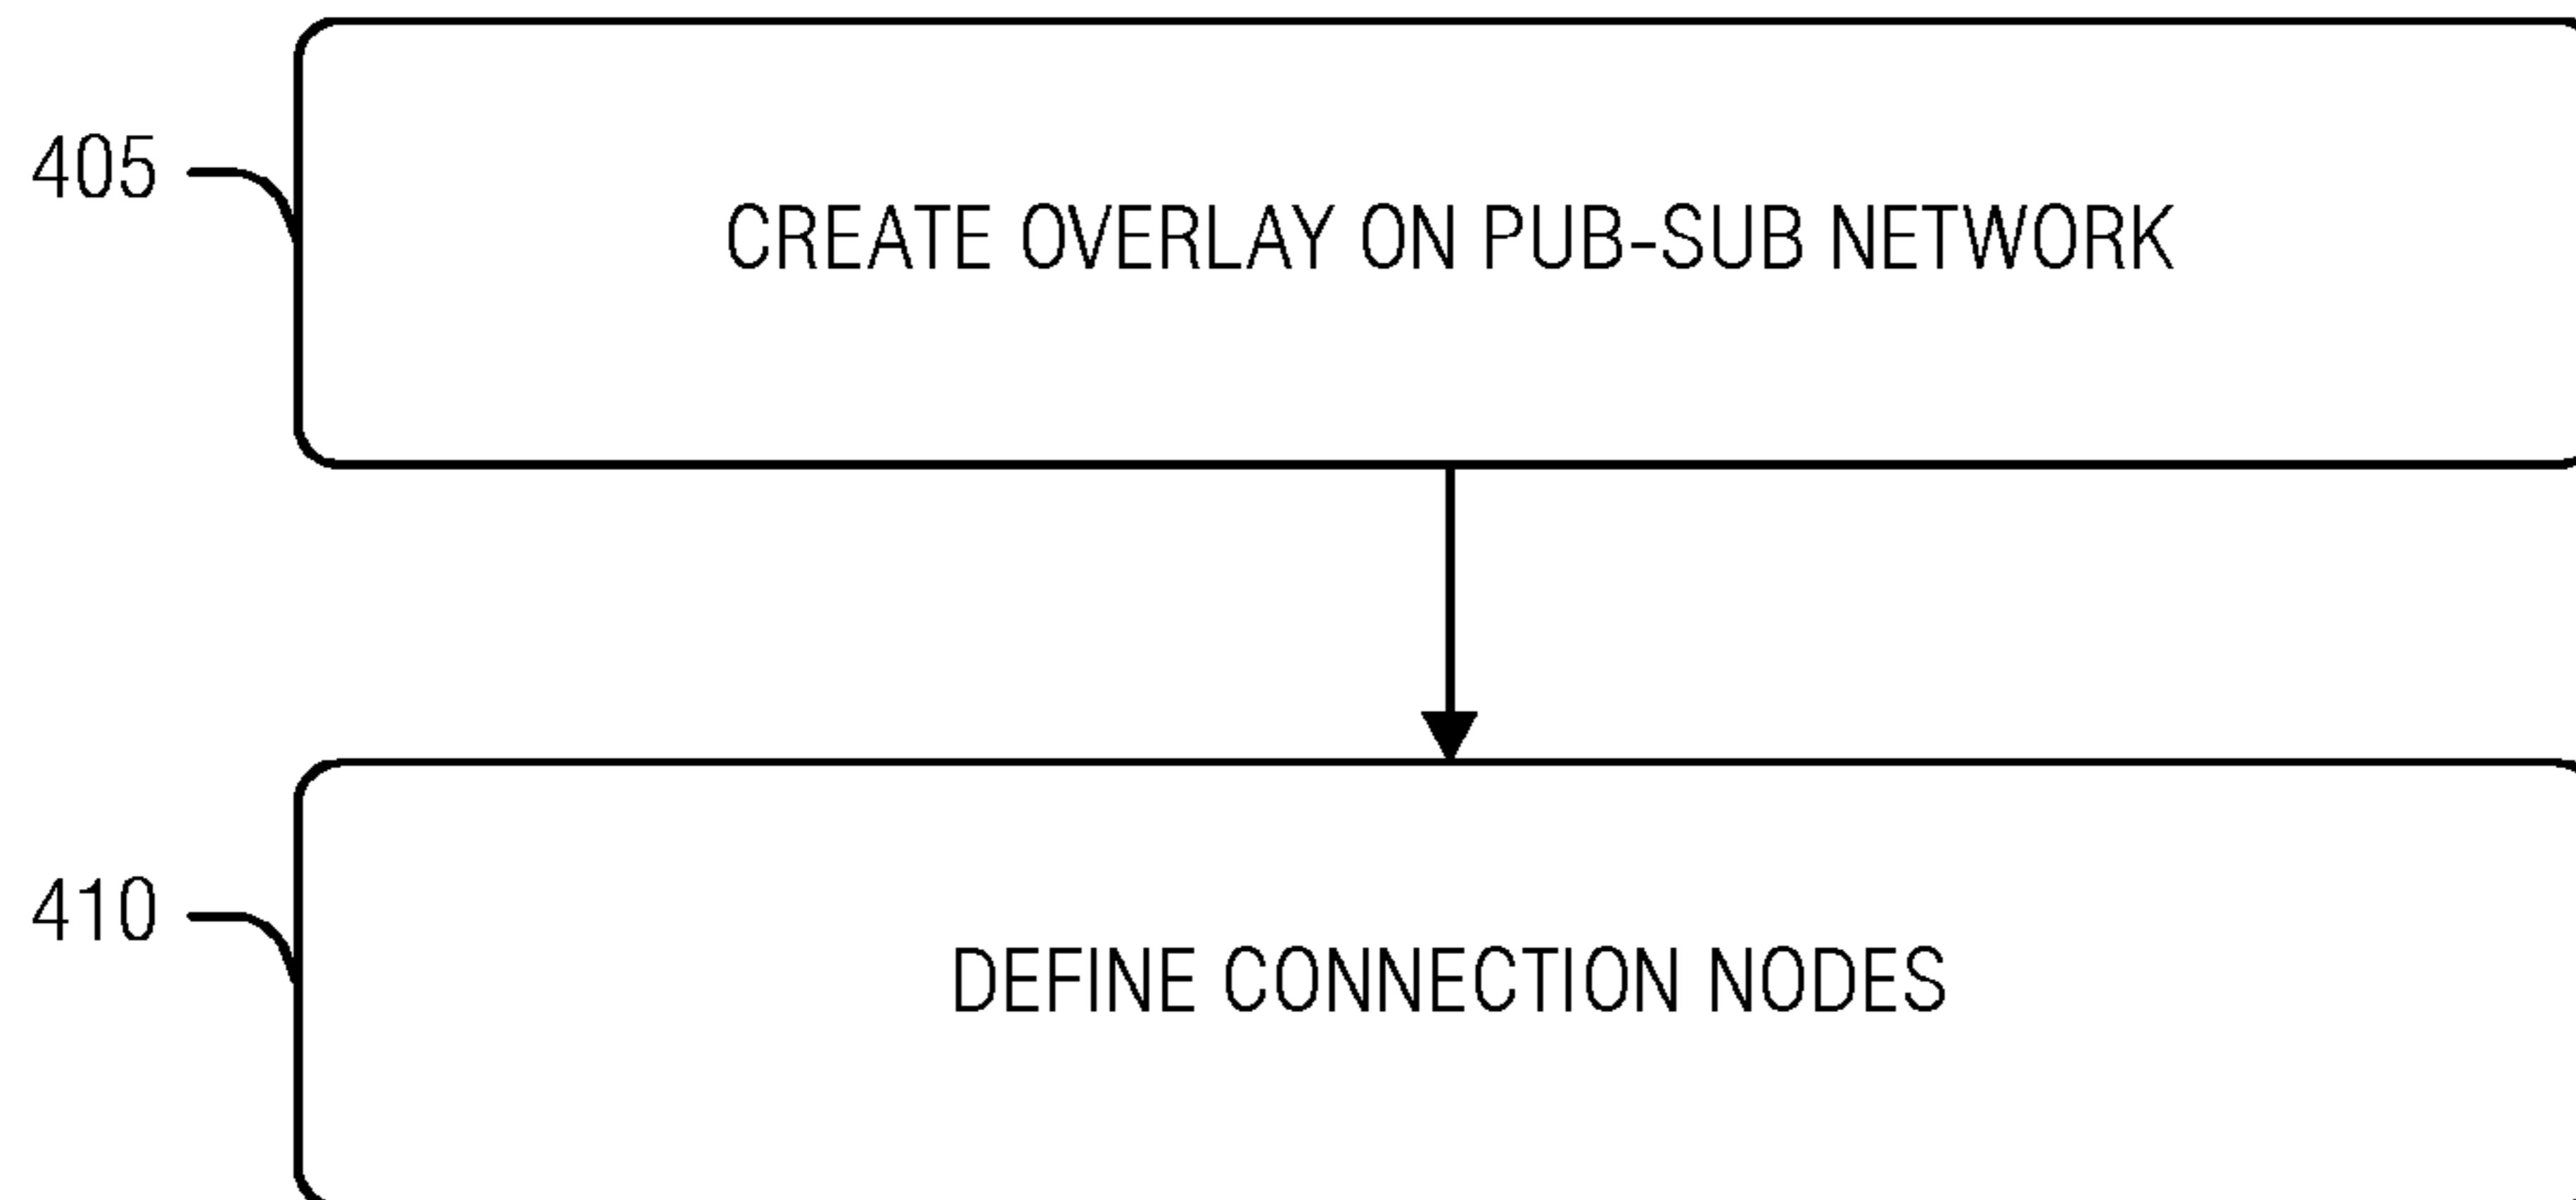 405
CREATE OVERLAY ON PUB-SUB NETWORK
410
DEFINE CONNECTION NODES